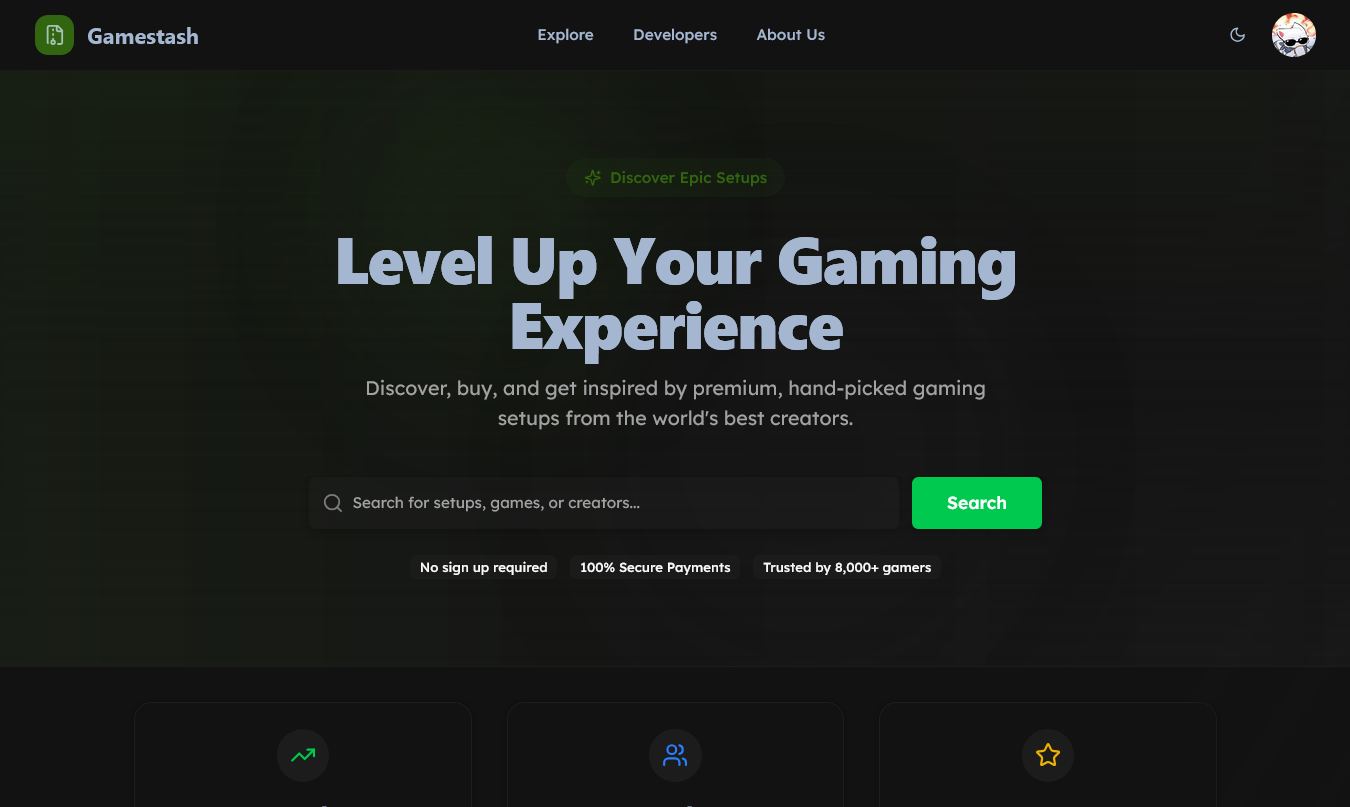 Gamestash
Explore
Developers
About Us
Discover Epic Setups
Level Up Your Gaming
Experience
Discover, buy, and get inspired by premium, hand-picked gaming
setups from the world's best creators.
Search for setups, games, or creators...
Search
No sign up required
100% Secure Payments
Trusted by 8,000+ gamers